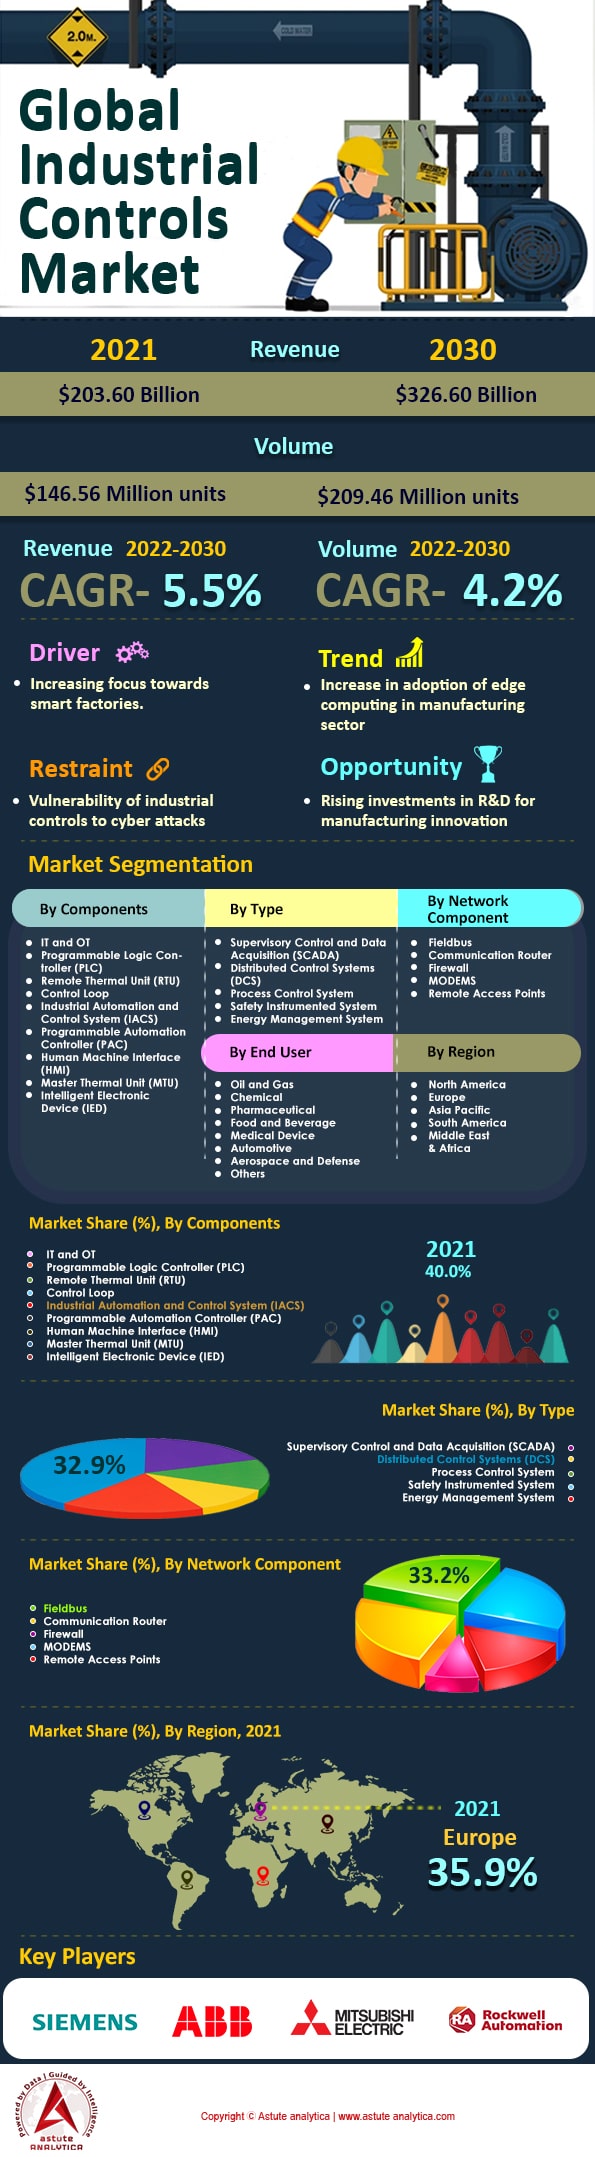 2.0M.
COLD WATER
Global
Industrial
Controls
Market
2021 Revenue 2030
$203.60 Billion $326.60 Billion
Volume
$146.56 Million units $209.46 Million units
Revenue 2022-2030
CAGR- 5.5%
Volume 2022-2030
CAGR- 4.2%
Driver
• Increasing focus towards
smart factories.
Trend
• Increase in adoption of edge
computing in manufacturing
sector
Restraint
• Vulnerability of industrial
controls to cyber attacks
Opportunity
• Rising investments in R&D for
manufacturing innovation
Market Segmentation
By Components
IT and OT
Programmable Logic Con-
troller (PLC)
Remote Thermal Unit (RTU)
Control Loop
Industrial Automation and
Control System (IACS)
Programmable Automation
Controller (PAC)
Human Machine Interface
(HMI)
Master Thermal Unit (MTU)
Intelligent Electronic
Device (IED)
By Type
Supervisory Control and Data
Acquisition (SCADA)
Distributed Control Systems
(DCS)
Process Control System
Safety Instrumented System
Energy Management System
By Network
Component
Fieldbus
Communication Router
Firewall
MODEMS
Remote Access Points
By End User
Oil and Gas
Chemical
Pharmaceutical
Food and Beverage
Medical Device
Automotive
Aerospace and Defense
Others
By Region
North America
Europe
Asia Pacific
South America
Middle East
& Africa
Market Share (%), By Components
IT and OT
Programmable Logic Controller (PLC)
Remote Thermal Unit (RTU)
Control Loop
Industrial Automation and Control System (IACS)
Programmable Automation Controller (PAC)
Human Machine Interface (HMI)
Master Thermal Unit (MTU)
Intelligent Electronic Device (IED)
2021
40.0%
Market Share (%), By Type
32.9%
Supervisory Control and Data Acquisition (SCADA)
Distributed Control Systems (DCS)
Process Control System
Safety Instrumented System
Energy Management System
Market Share (%), By Network Component
Fieldbus
Communication Router
Firewall
MODEMS
Remote Access Points
33.2%
Market Share (%), By Region, 2021
2021
Europe
35.9%
Key Players
SIEMENS
ABB
MITSUBISHI
ELECTRIC
RA
Rockwell
Automation
Powered by Data | Guided by Intelligence
astute
ANALYTICA
Copyright © Astute analytica | www.astute analytica.com